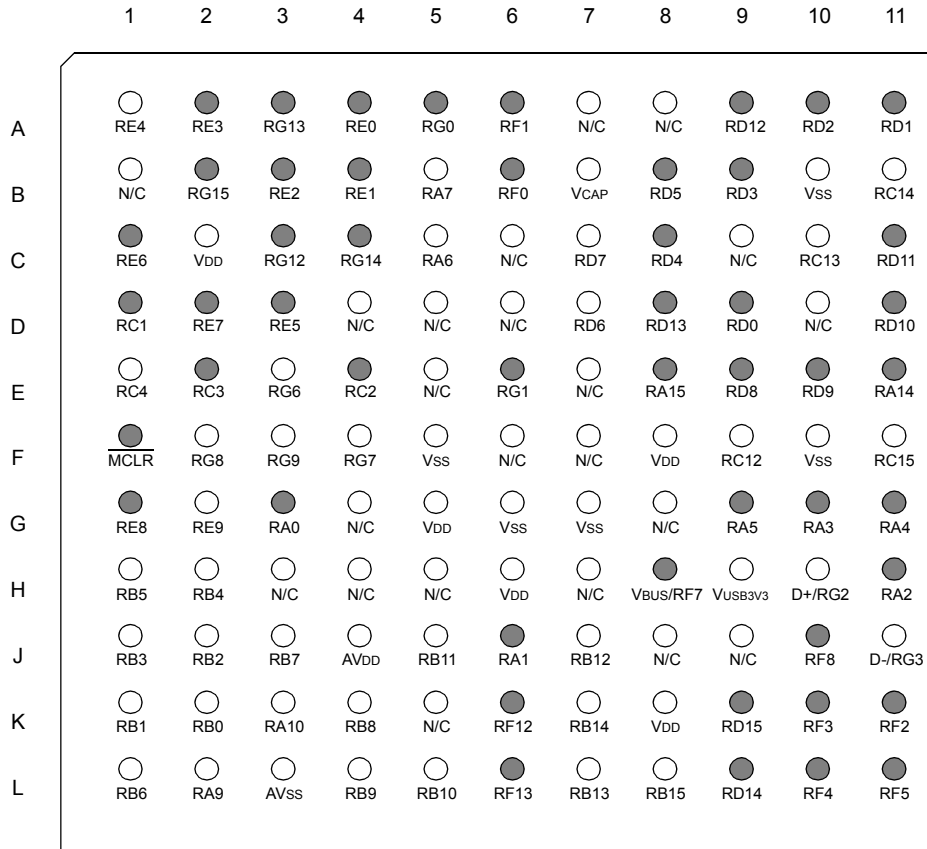 1 2 3 4 5 6 7 8 9 10 11
A
RE4 RE3 RG13 RE0 RG0 RF1 N/C N/C RD12 RD2 RD1
B
N/C RG15 RE2 RE1 RA7 RF0 VCAP RD5 RD3 VSS RC14
C
RE6 VDD RG12 RG14 RA6 N/C RD7 RD4 N/C RC13 RD11
D
RC1 RE7 RE5 N/C N/C N/C RD6 RD13 RD0 N/C RD10
E
RC4 RC3 RG6 RC2 N/C RG1 N/C RA15 RD8 RD9 RA14
F
MCLR RG8 RG9 RG7 VSS N/C N/C VDD RC12 VSS RC15
G
RE8 RE9 RA0 N/C VDD VSS VSS N/C RA5 RA3 RA4
H
RB5 RB4 N/C N/C N/C VDD N/C VBUS/RF7 VUSB3V3 D+/RG2 RA2
J
RB3 RB2 RB7 AVDD RB11 RA1 RB12 N/C N/C RF8 D-/RG3
K
RB1 RB0 RA10 RB8 N/C RF12 RB14 VDD RD15 RF3 RF2
L
RB6 RA9 AVSS RB9 RB10 RF13 RB13 RB15 RD14 RF4 RF5